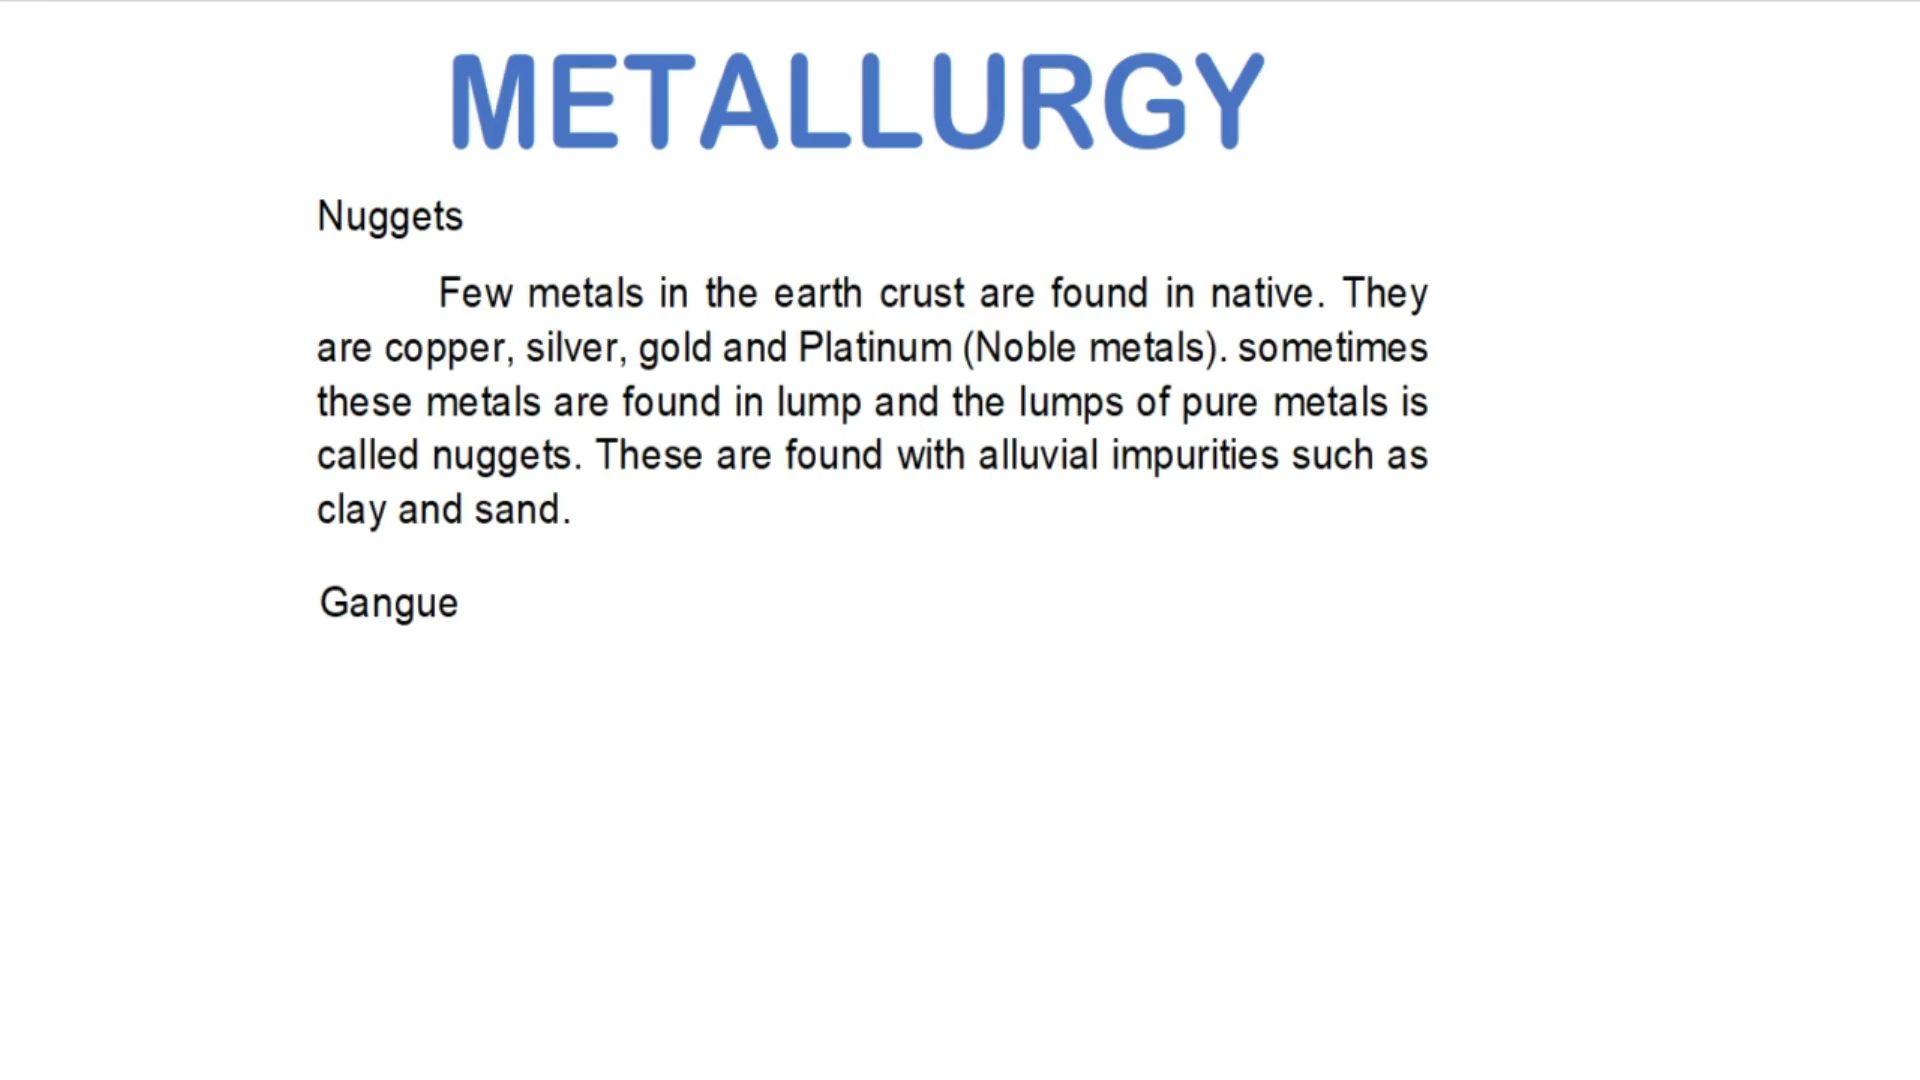 METALLURGY
Nuggets
Few metals in the earth crust are found in native. They
are copper, silver, gold and Platinum (Noble metals). sometimes
these metals are found in lump and the lumps of pure metals is
called nuggets. These are found with alluvial impurities such as
clay and sand.
Gangue